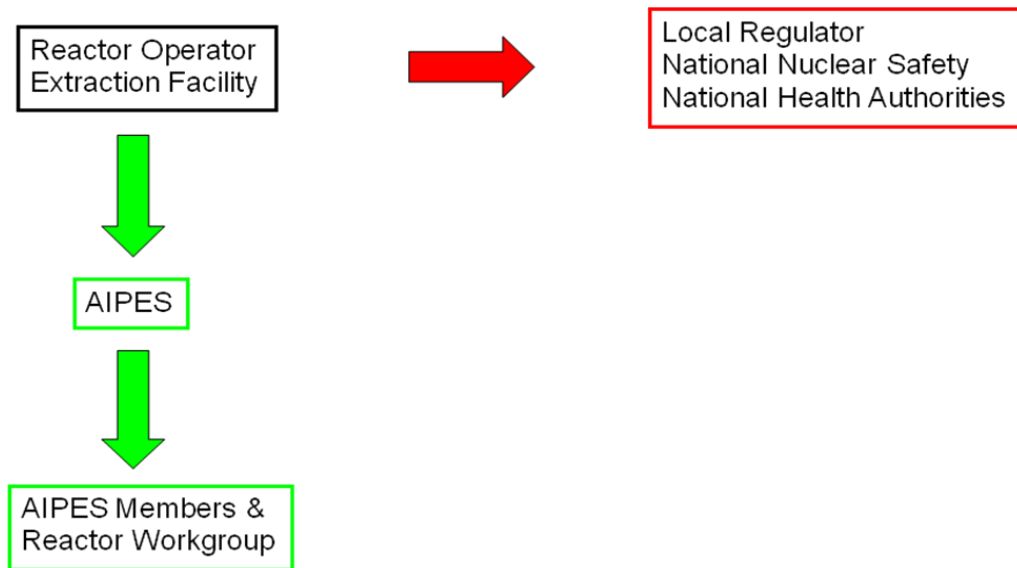 Reactor Operator
Extraction Facility
Local Regulator
National Nuclear Safety
National Health Authorities
AIPES
AIPES Members &
Reactor Workgroup